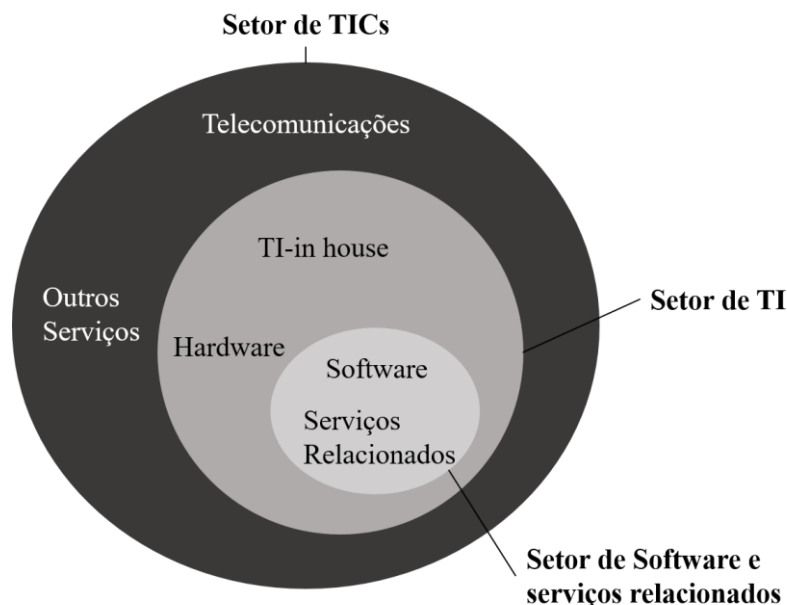 Setor de TICs
Telecomunicações
TI-in house
Outros
Serviços
Setor de TI
Hardware
Software
Serviços
Relacionados
Setor de Software e
serviços relacionados